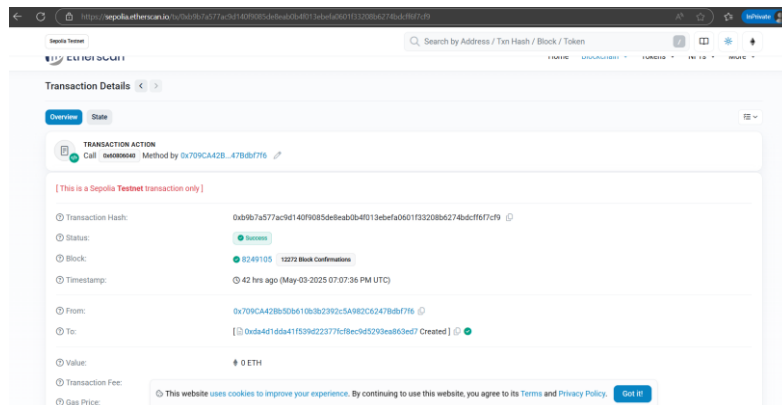 https://sepolia.etherscan.io/tx/0xb9b7a577ac9d140f9085de8eab0b4f013ebefa0601f33208b6274bdcff6f7cf9
InPrivate
Sepolia Testnet
Search by Address / Txn Hash / Block / Token
/
Etherscan
Home Blockchain Tokens NFTs More
Transaction Details
Overview State
TRANSACTION ACTION
Call 0x60806040 Method by 0x709CA42B...47Bdbf7f6
[ This is a Sepolia Testnet transaction only ]
Transaction Hash: 0xb9b7a577ac9d140f9085de8eab0b4f013ebefa0601f33208b6274bdcff6f7cf9
Status: Success
Block: 8249105 12272 Block Confirmations
Timestamp: 42 hrs ago (May-03-2025 07:07:36 PM UTC)
From: 0x709CA42Bb5Db610b3b2392c5A982C6247Bdbf7f6
To: [ 0xda4d1dda41f539d22377fcf8ec9d5293ea863ed7 Created ]
Value: 0 ETH
Transaction Fee:
This website uses cookies to improve your experience. By continuing to use this website, you agree to its Terms and Privacy Policy. Got it!
Gas Price: